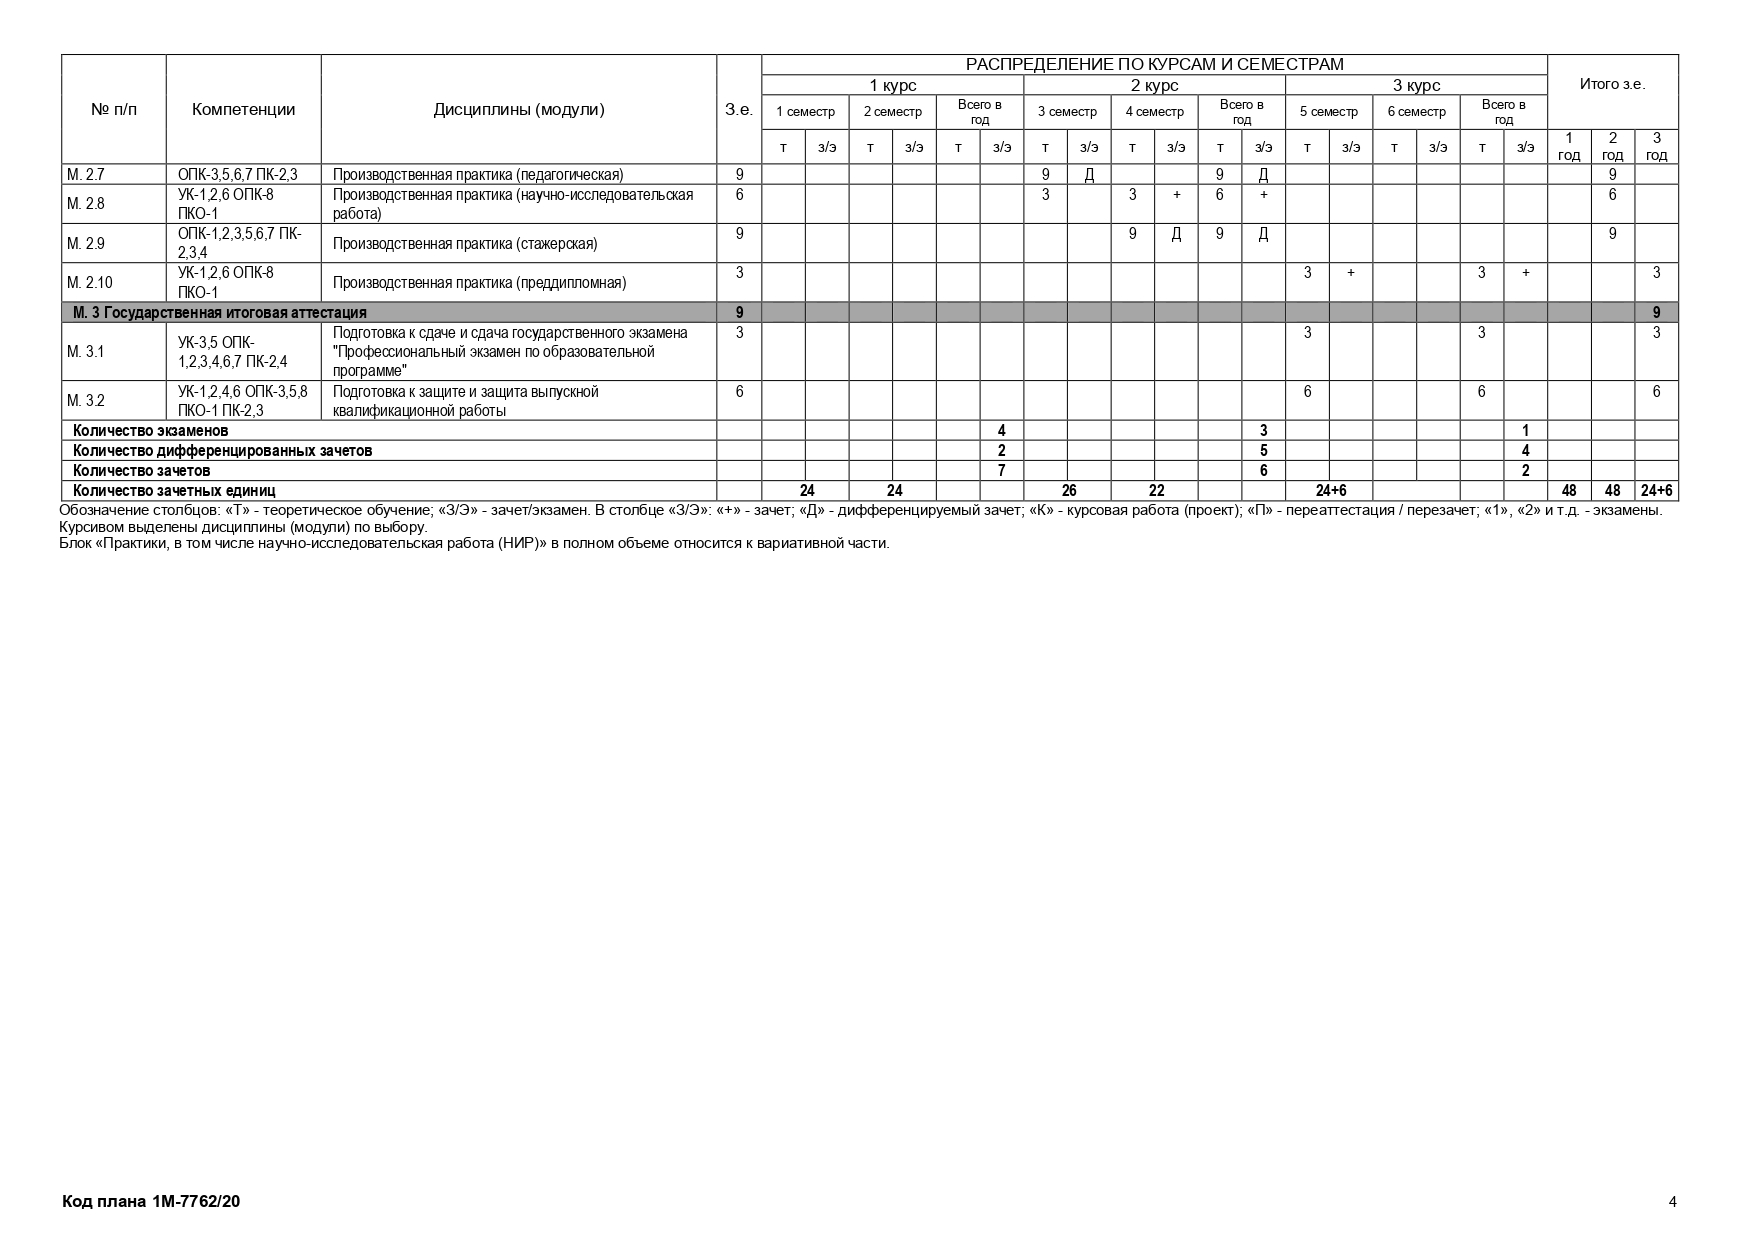 РАСПРЕДЕЛЕНИЕ ПО КУРСАМ И СЕМЕСТРАМ
1 курс 2 курс 3 курс Итого з.е.
№ п/п Компетенции Дисциплины (модули) З.е. 1 семестр 2 семестр Всего в год 3 семестр 4 семестр Всего в год 5 семестр 6 семестр Всего в год
т з/э т з/э т з/э т з/э т з/э т з/э т з/э т з/э т з/э 1 год 2 год 3 год
М. 2.7 ОПК-3,5,6,7 ПК-2,3 Производственная практика (педагогическая) 9 9 Д 9 Д 9
М. 2.8 УК-1,2,6 ОПК-8 ПКО-1 Производственная практика (научно-исследовательская работа) 6 3 3 + 6 + 6
М. 2.9 ОПК-1,2,3,5,6,7 ПК-2,3,4 Производственная практика (стажерская) 9 9 Д 9 Д 9
М. 2.10 УК-1,2,6 ОПК-8 ПКО-1 Производственная практика (преддипломная) 3 3 + 3 + 3
М. 3 Государственная итоговая аттестация 9 9
М. 3.1 УК-3,5 ОПК-1,2,3,4,6,7 ПК-2,4 Подготовка к сдаче и сдача государственного экзамена "Профессиональный экзамен по образовательной программе" 3 3 3 3
М. 3.2 УК-1,2,4,6 ОПК-3,5,8 ПКО-1 ПК-2,3 Подготовка к защите и защита выпускной квалификационной работы 6 6 6 6
Количество экзаменов 4 3 1
Количество дифференцированных зачетов 2 5 4
Количество зачетов 7 6 2
Количество зачетных единиц 24 24 26 22 24+6 48 48 24+6
Обозначение столбцов: «Т» - теоретическое обучение; «З/Э» - зачет/экзамен. В столбце «З/Э»: «+» - зачет; «Д» - дифференцируемый зачет; «К» - курсовая работа (проект); «П» - переаттестация / перезачет; «1», «2» и т.д. - экзамены.
Курсивом выделены дисциплины (модули) по выбору.
Блок «Практики, в том числе научно-исследовательская работа (НИР)» в полном объеме относится к вариативной части.
Код плана 1М-7762/20 4